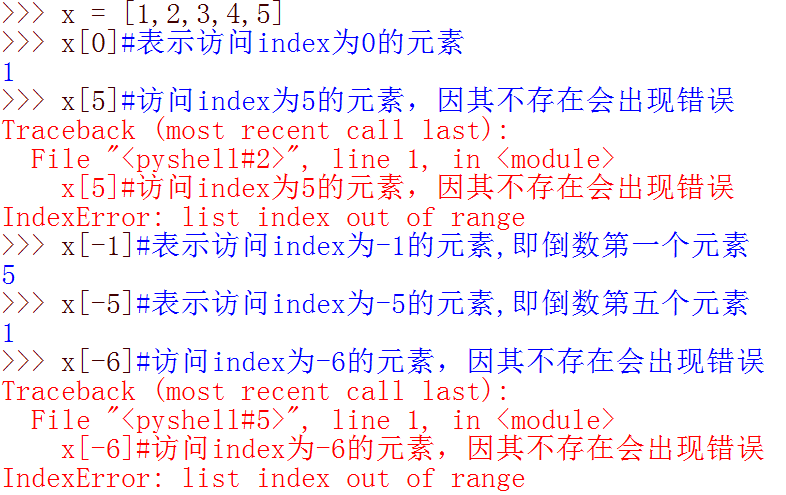 >>> x = [1,2,3,4,5]
>>> x[0]#表示访问index为0的元素
1
>>> x[5]#访问index为5的元素，因其不存在会出现错误
Traceback (most recent call last):
  File "<pyshell#2>", line 1, in <module>
    x[5]#访问index为5的元素，因其不存在会出现错误
IndexError: list index out of range
>>> x[-1]#表示访问index为-1的元素,即倒数第一个元素
5
>>> x[-5]#表示访问index为-5的元素,即倒数第五个元素
1
>>> x[-6]#访问index为-6的元素，因其不存在会出现错误
Traceback (most recent call last):
  File "<pyshell#5>", line 1, in <module>
    x[-6]#访问index为-6的元素，因其不存在会出现错误
IndexError: list index out of range